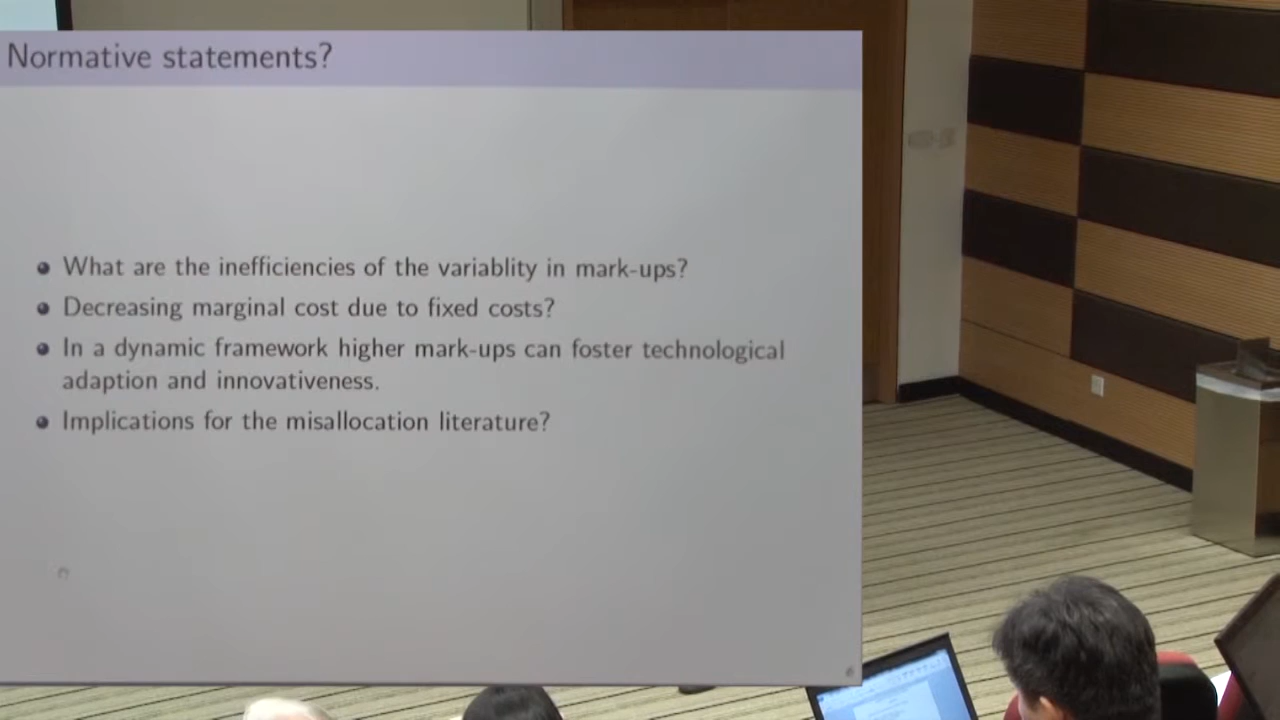 Normative statements?
What are the inefficiencies of the variablity in mark-ups?
Decreasing marginal cost due to fixed costs?
In a dynamic framework higher mark-ups can foster technological
adaption and innovativeness.
Implications for the misallocation literature?